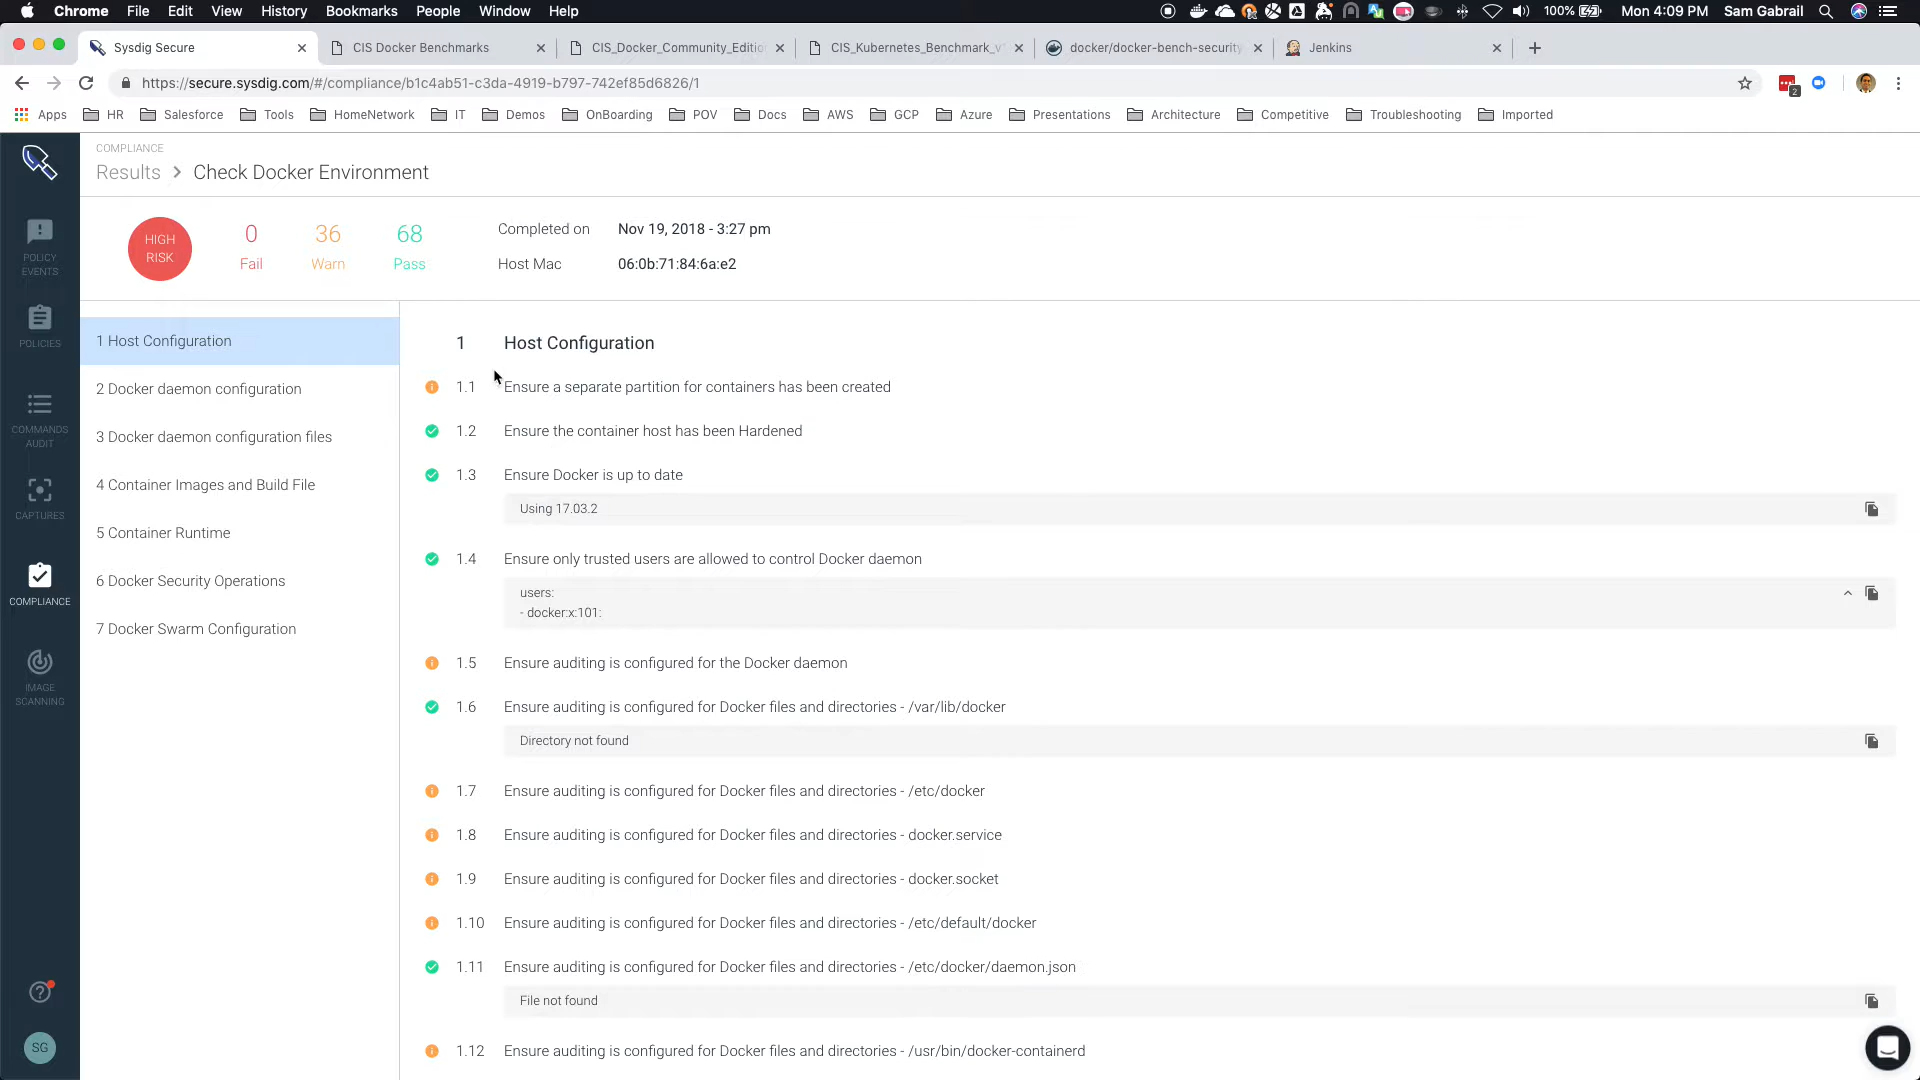 Chrome File Edit View History Bookmarks People Window Help 100% Mon 4:09 PM Sam Gabrail
Sysdig Secure CIS Docker Benchmarks CIS_Docker_Community_Editio CIS_Kubernetes_Benchmark_v docker/docker-bench-security Jenkins
https://secure.sysdig.com/#/compliance/b1c4ab51-c3da-4919-b797-742ef85d6826/1 2
Apps HR Salesforce Tools HomeNetwork IT Demos OnBoarding POV Docs AWS GCP Azure Presentations Architecture Competitive Troubleshooting Imported
COMPLIANCE
Results > Check Docker Environment
HIGH
RISK
0
Fail
36
Warn
68
Pass
Completed on Nov 19, 2018 - 3:27 pm
Host Mac 06:0b:71:84:6a:e2
POLICY
EVENTS
POLICIES
COMMANDS
AUDIT
CAPTURES
COMPLIANCE
IMAGE
SCANNING
SG
1 Host Configuration
2 Docker daemon configuration
3 Docker daemon configuration files
4 Container Images and Build File
5 Container Runtime
6 Docker Security Operations
7 Docker Swarm Configuration
1 Host Configuration
1.1 Ensure a separate partition for containers has been created
1.2 Ensure the container host has been Hardened
1.3 Ensure Docker is up to date
Using 17.03.2
1.4 Ensure only trusted users are allowed to control Docker daemon
users:
- docker:x:101:
1.5 Ensure auditing is configured for the Docker daemon
1.6 Ensure auditing is configured for Docker files and directories - /var/lib/docker
Directory not found
1.7 Ensure auditing is configured for Docker files and directories - /etc/docker
1.8 Ensure auditing is configured for Docker files and directories - docker.service
1.9 Ensure auditing is configured for Docker files and directories - docker.socket
1.10 Ensure auditing is configured for Docker files and directories - /etc/default/docker
1.11 Ensure auditing is configured for Docker files and directories - /etc/docker/daemon.json
File not found
1.12 Ensure auditing is configured for Docker files and directories - /usr/bin/docker-containerd